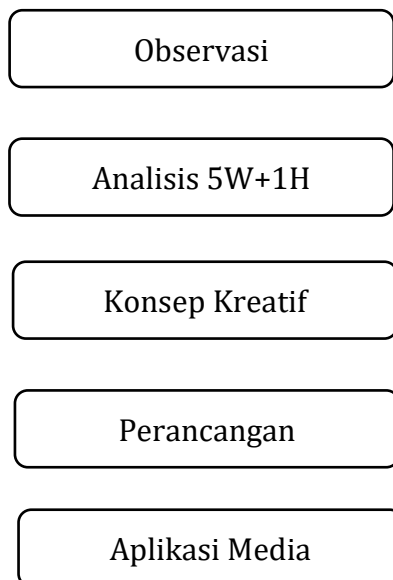 Observasi
Analisis 5W+1H
Konsep Kreatif
Perancangan
Aplikasi Media